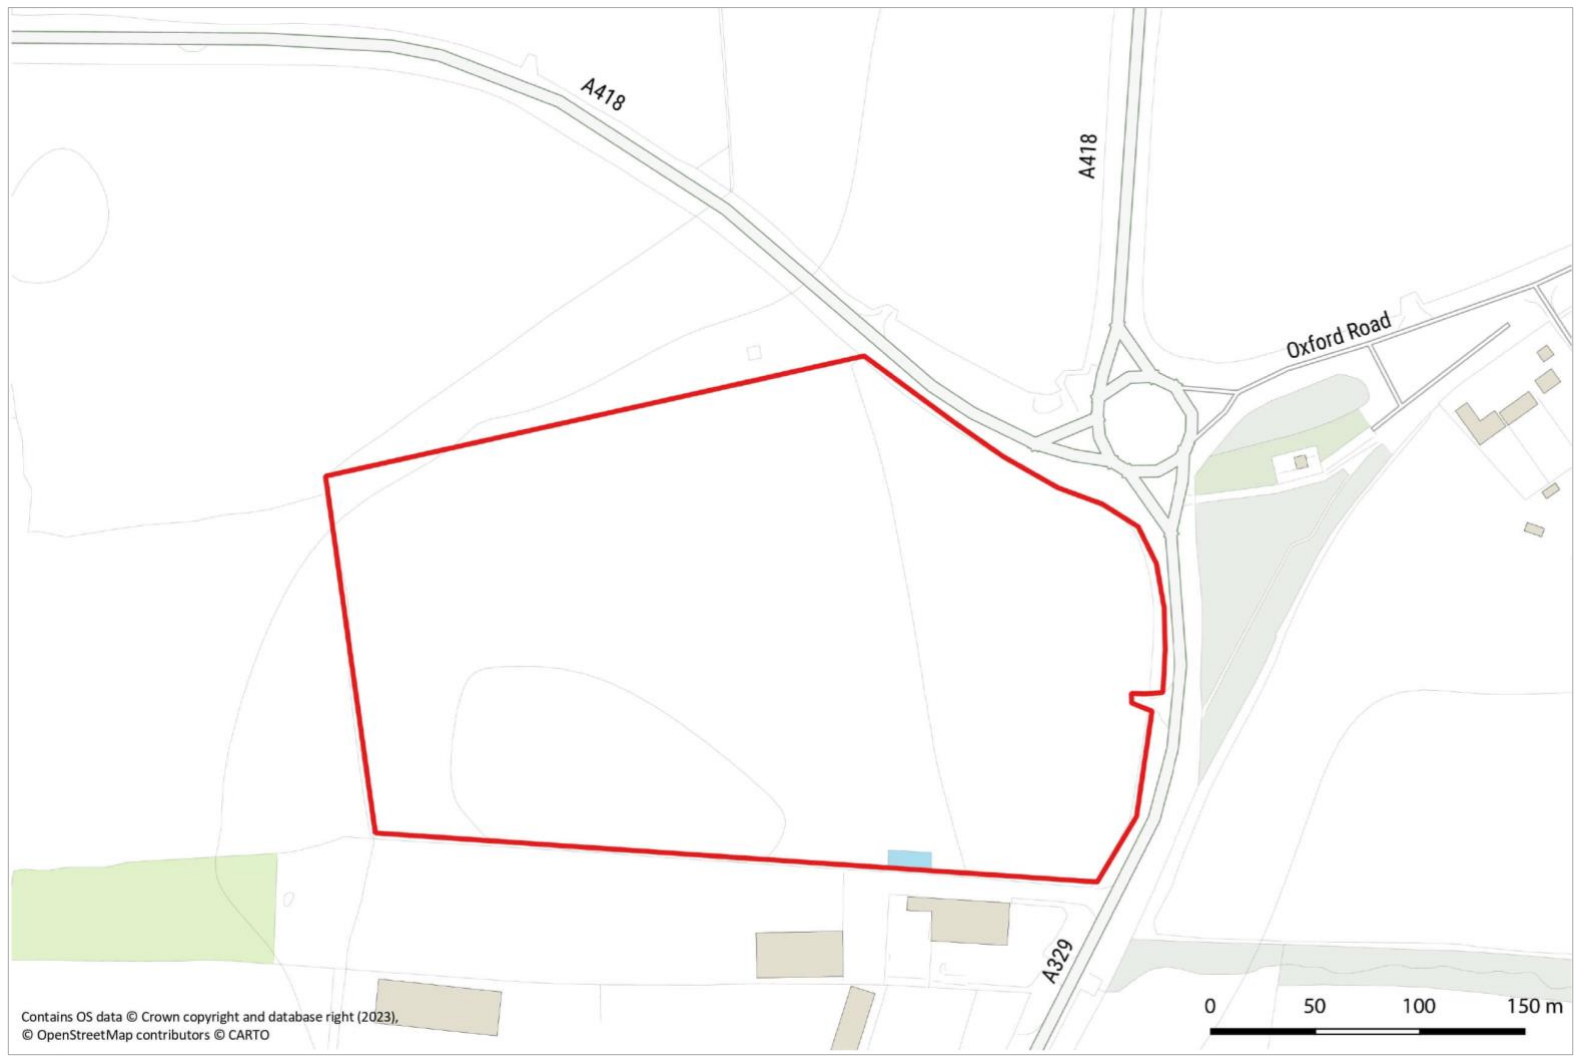 A418
A418
Oxford Road
A329
0 50 100 150 m
Contains OS data © Crown copyright and database right (2023),
© OpenStreetMap contributors © CARTO